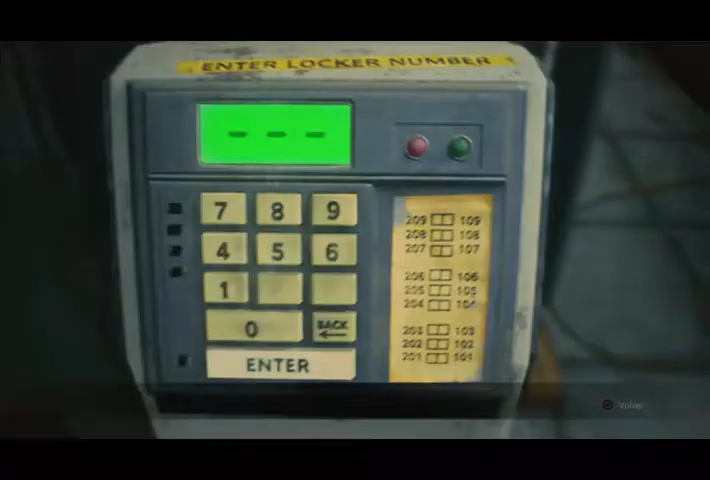 ENTER LOCKER NUMBER
- - -
7 8 9
4 5 6
1
0 BACK
ENTER
209 109
208 108
207 107
206 106
205 105
204 104
203 103
202 102
201 101
Volver